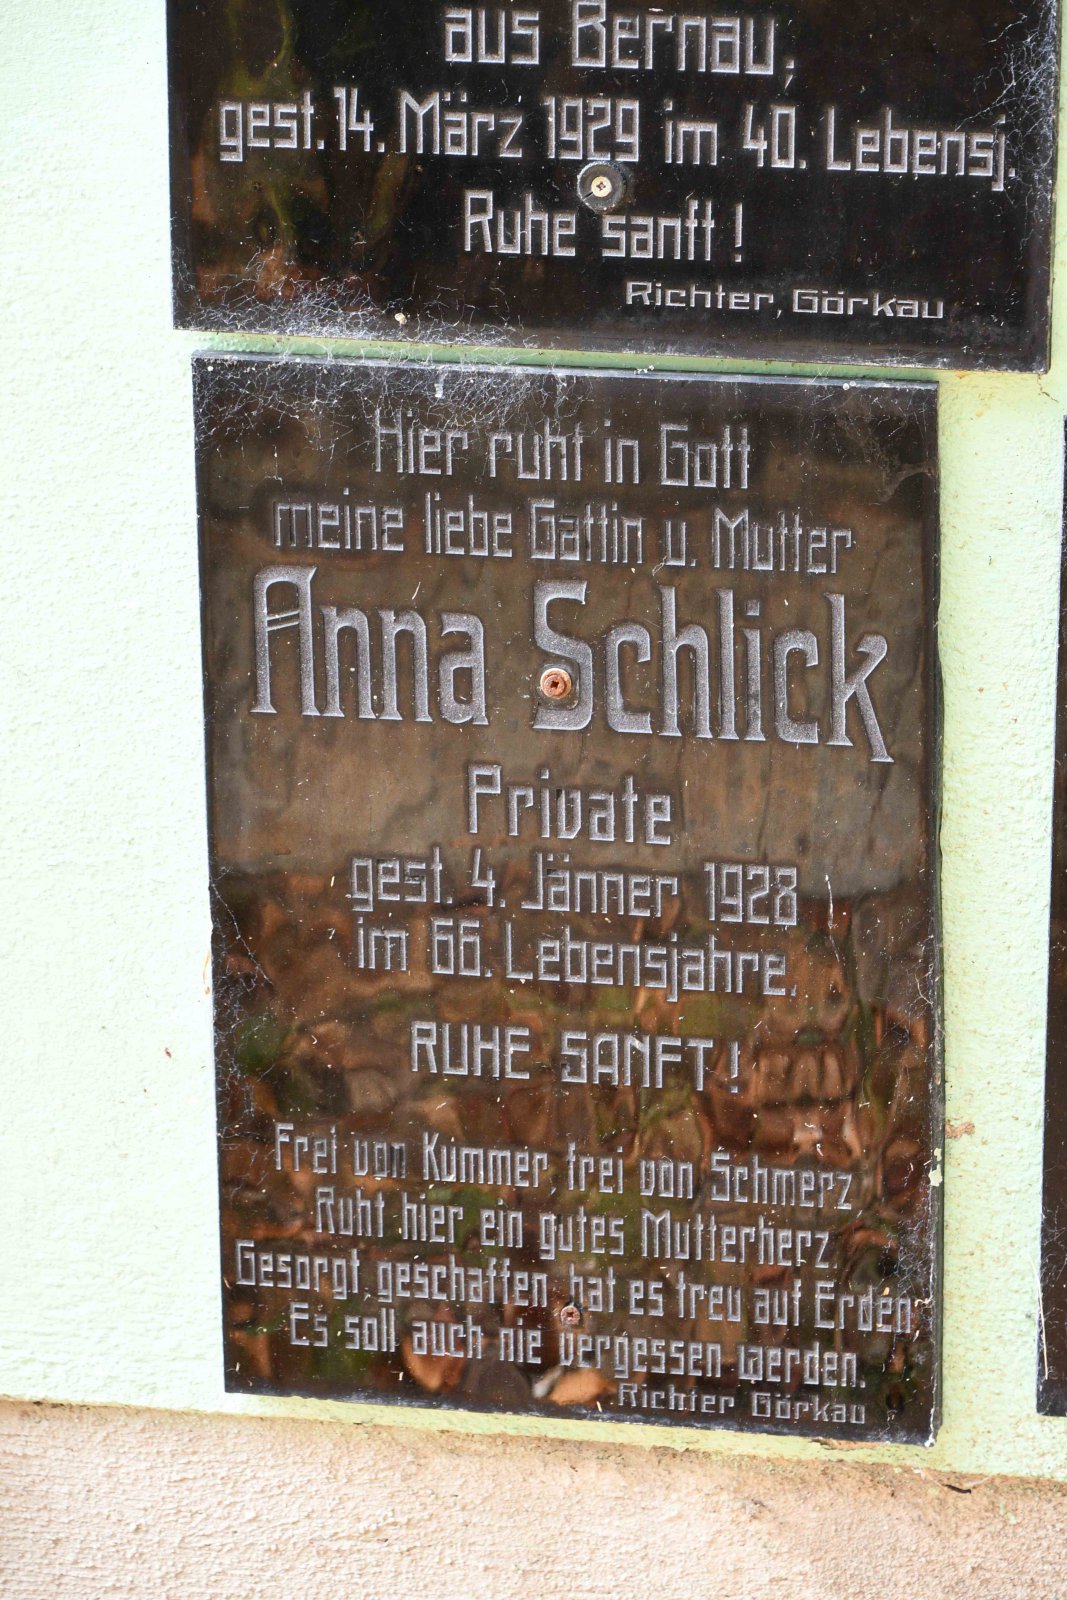 aus Bernau,
gest. 14. März 1929 im 40. Lebensj.
Ruhe sanft!
Richter, Görkau
Hier ruht in Gott
meine liebe Gattin u. Mutter
Anna Schlick
Private
gest. 4. Jänner 1928
im 66. Lebensjahre.
RUHE SANFT!
Frei von Kummer, frei von Schmerz,
Ruht hier ein gutes Mutterherz,
Gesorgt, geschaffen, hat es treu auf Erden
Es soll auch nie vergessen werden.
Richter Görkau